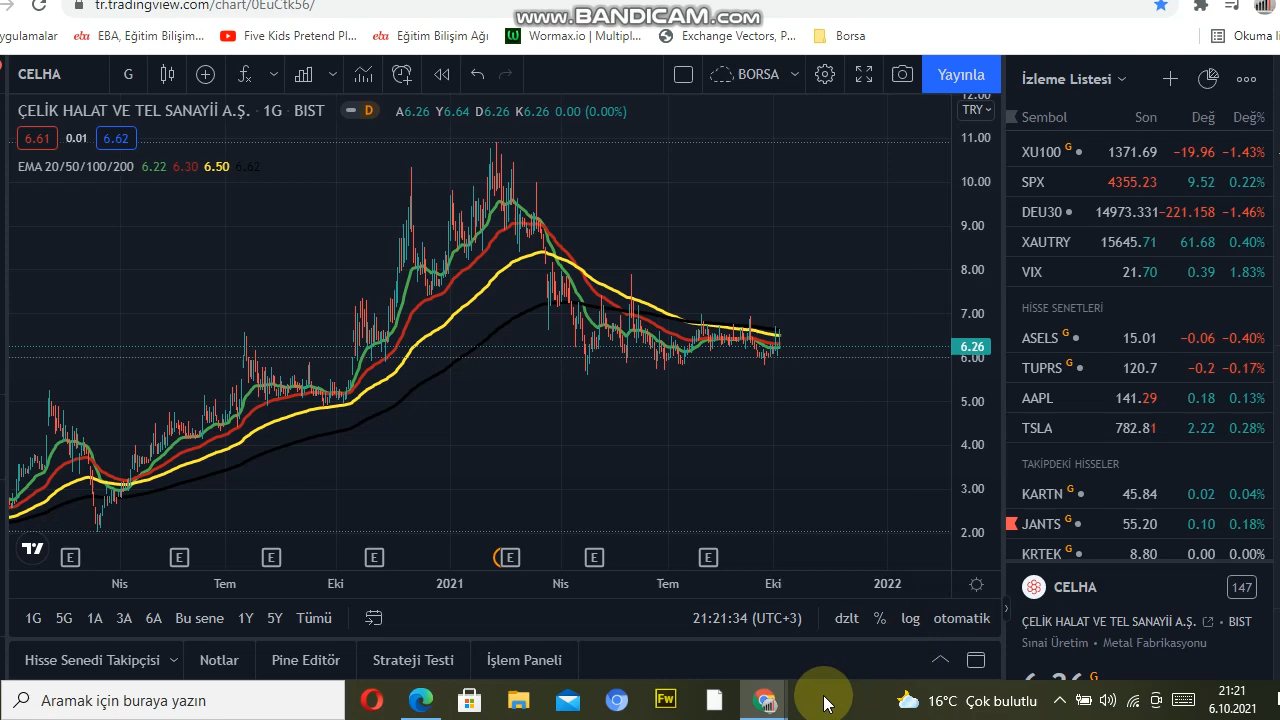 tr.tradingview.com/chart/0EuCtk56/
www.BANDICAM.com
ygulamalar
EBA, Eğitim Bilişim...
Five Kids Pretend Pl...
Eğitim Bilişim Ağı
Wormax.io | Multipl...
Exchange Vectors, P...
Borsa
Okuma li
CELHA
G
BORSA
Yayınla
ÇELİK HALAT VE TEL SANAYİİ A.Ş. · 1G · BIST
D
A6.26 Y6.64 D6.26 K6.26 0.00 (0.00%)
6.61 0.01 6.62
EMA 20/50/100/200 6.22 6.30 6.50 6.62
12.00
TRY
11.00
10.00
9.00
8.00
7.00
6.26
6.00
5.00
4.00
3.00
2.00
E E E E E E E
Nis Tem Eki 2021 Nis Tem Eki 2022
1G 5G 1A 3A 6A Bu sene 1Y 5Y Tümü
21:21:34 (UTC+3)
dzlt % log otomatik
Hisse Senedi Takipçisi
Notlar
Pine Editör
Strateji Testi
İşlem Paneli
İzleme Listesi
Sembol Son Değ Değ%
XU100 G 1371.69 −19.96 −1.43%
SPX 4355.23 9.52 0.22%
DEU30 14973.331 −221.158 −1.46%
XAUTRY 15645.71 61.68 0.40%
VIX 21.70 0.39 1.83%
HİSSE SENETLERİ
ASELS G 15.01 −0.06 −0.40%
TUPRS G 120.7 −0.2 −0.17%
AAPL 141.29 0.18 0.13%
TSLA 782.81 2.22 0.28%
TAKİPDEKİ HİSSELER
KARTN G 45.84 0.02 0.04%
JANTS G 55.20 0.10 0.18%
KRTEK G 8.80 0.00 0.00%
CELHA
147
ÇELİK HALAT VE TEL SANAYİİ A.Ş. BIST
Sınai Üretim · Metal Fabrikasyonu
G
Aramak için buraya yazın
Fw
16°C Çok bulutlu
21:21
6.10.2021